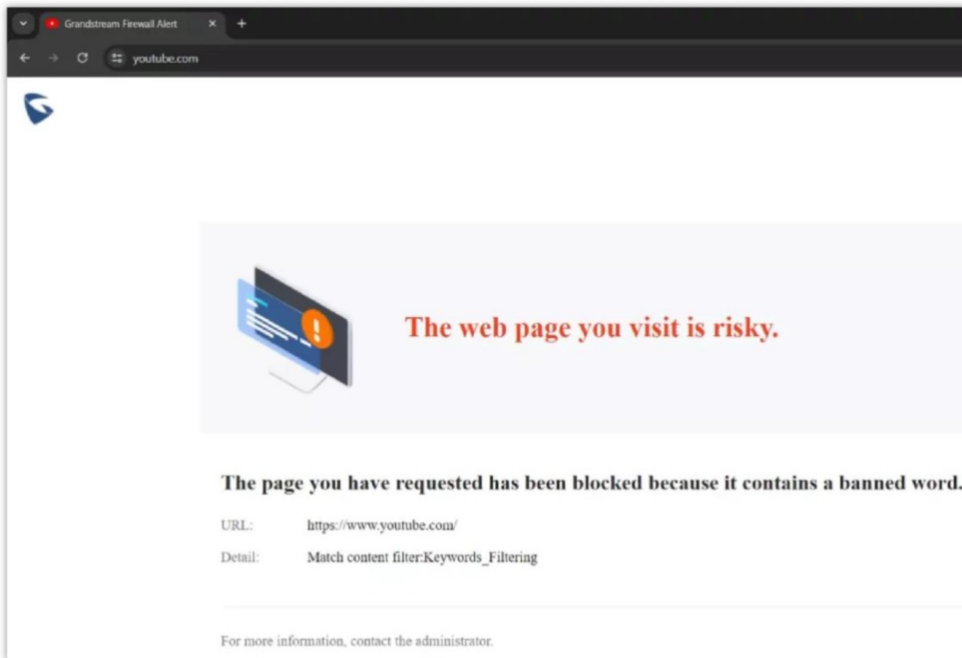 Grandstream Firewall Alert
youtube.com
The web page you visit is risky.
The page you have requested has been blocked because it contains a banned word.
URL: https://www.youtube.com/
Detail: Match content filter:Keywords_Filtering
For more information, contact the administrator.